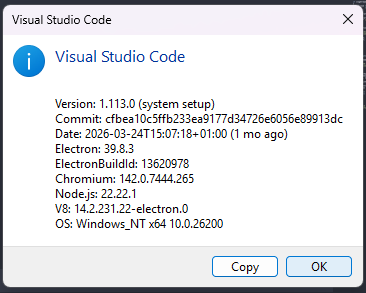 Visual Studio Code
Visual Studio Code
Version: 1.113.0 (system setup)
Commit: cfbea10c5ffb233ea9177d34726e6056e89913dc
Date: 2026-03-24T15:07:18+01:00 (1 mo ago)
Electron: 39.8.3
ElectronBuildId: 13620978
Chromium: 142.0.7444.265
Node.js: 22.22.1
V8: 14.2.231.22-electron.0
OS: Windows_NT x64 10.0.26200
Copy
OK